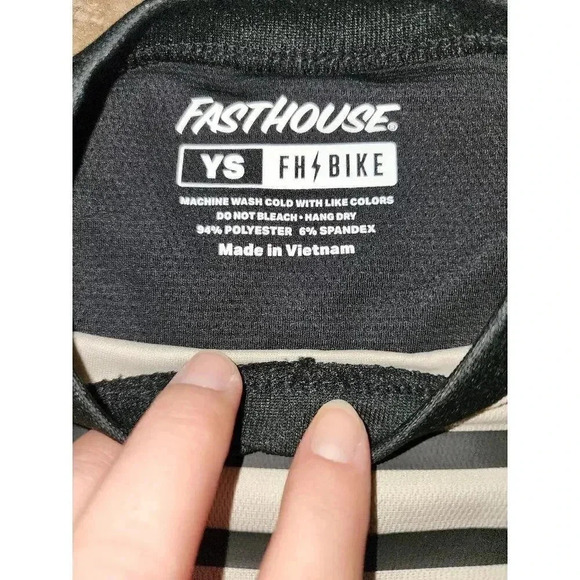 FASTHOUSE®
YS FH BIKE
MACHINE WASH COLD WITH LIKE COLORS
DO NOT BLEACH • HANG DRY
94% POLYESTER 6% SPANDEX
Made in Vietnam